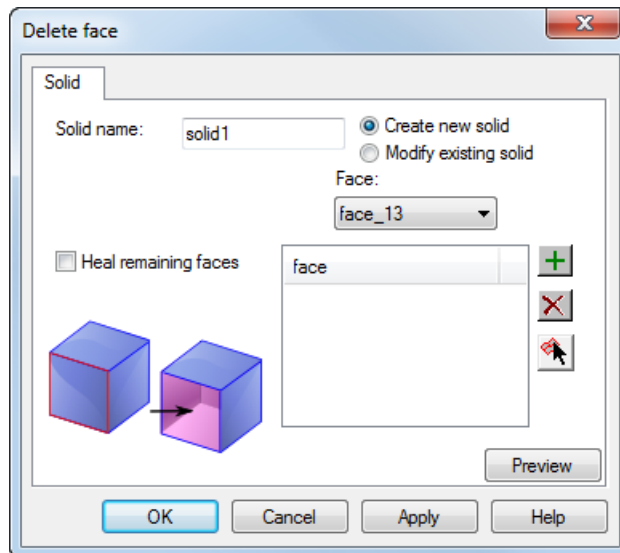 Delete face
Solid
Solid name:
solid1
Create new solid
Modify existing solid
Face:
face_13
Heal remaining faces
face
Preview
OK
Cancel
Apply
Help